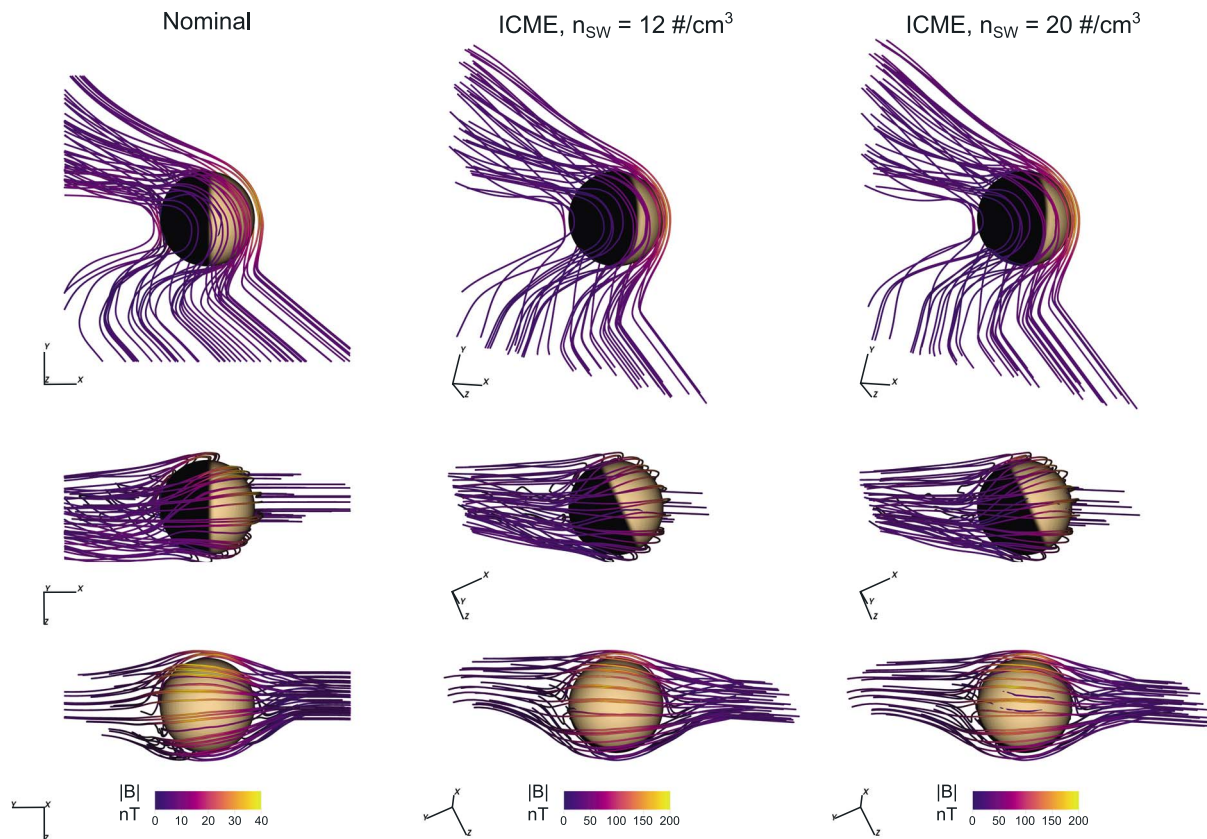 Nominal
ICME, nSW = 12 #/cm3
ICME, nSW = 20 #/cm3
Y
Z X
Y
X
Z
Y
X
Z
Y X
Z
X
Y
Z
X
Y
Z
Y X
Z
|B|
nT
0 10 20 30 40
X
Y
Z
|B|
nT
0 50 100 150 200
X
Y
Z
|B|
nT
0 50 100 150 200